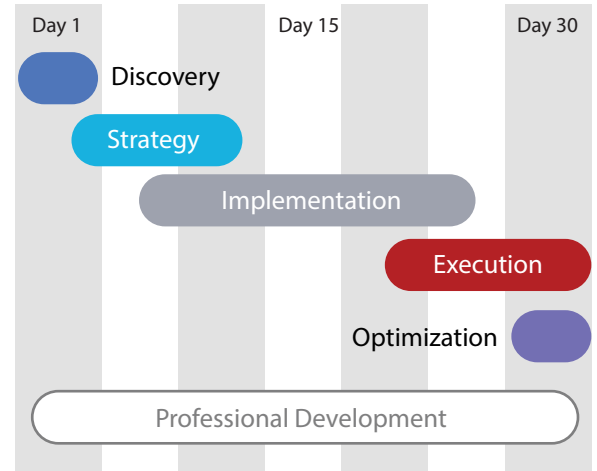 Day 1 Day 15 Day 30
Discovery
Strategy
Implementation
Execution
Optimization
Professional Development